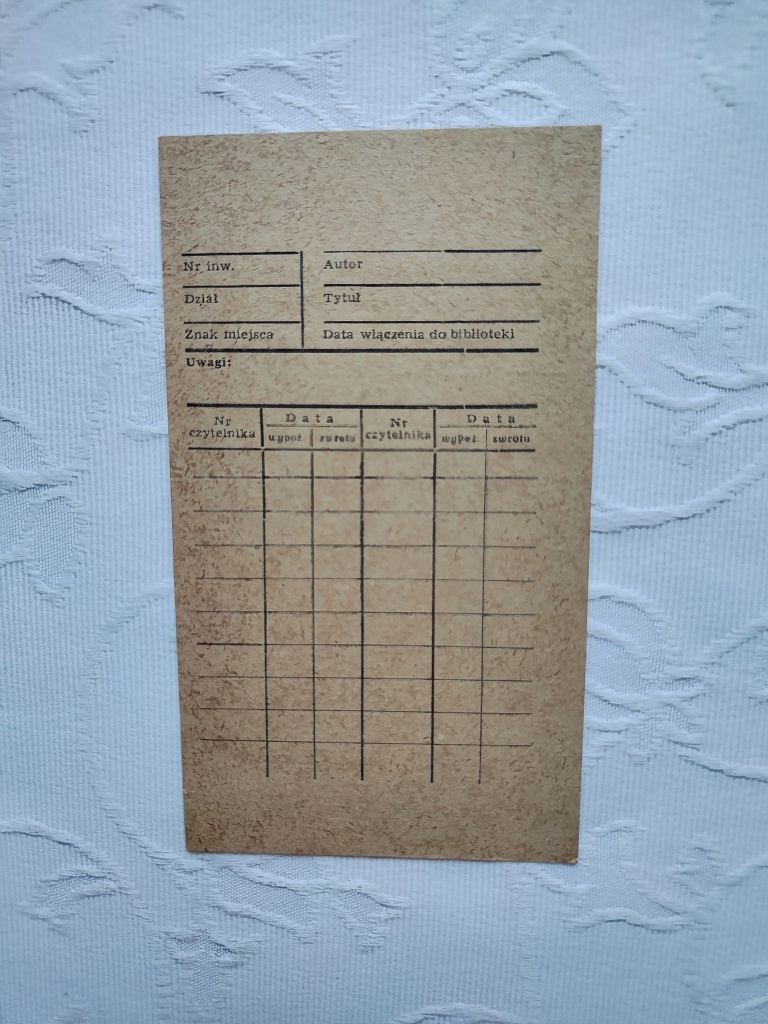 Nr inw. Autor
Dział Tytuł
Znak miejsca Data włączenia do biblioteki
Uwagi:
Nr czytelnika Data Nr czytelnika Data
wypoż. zwrotu wypoż. zwrotu